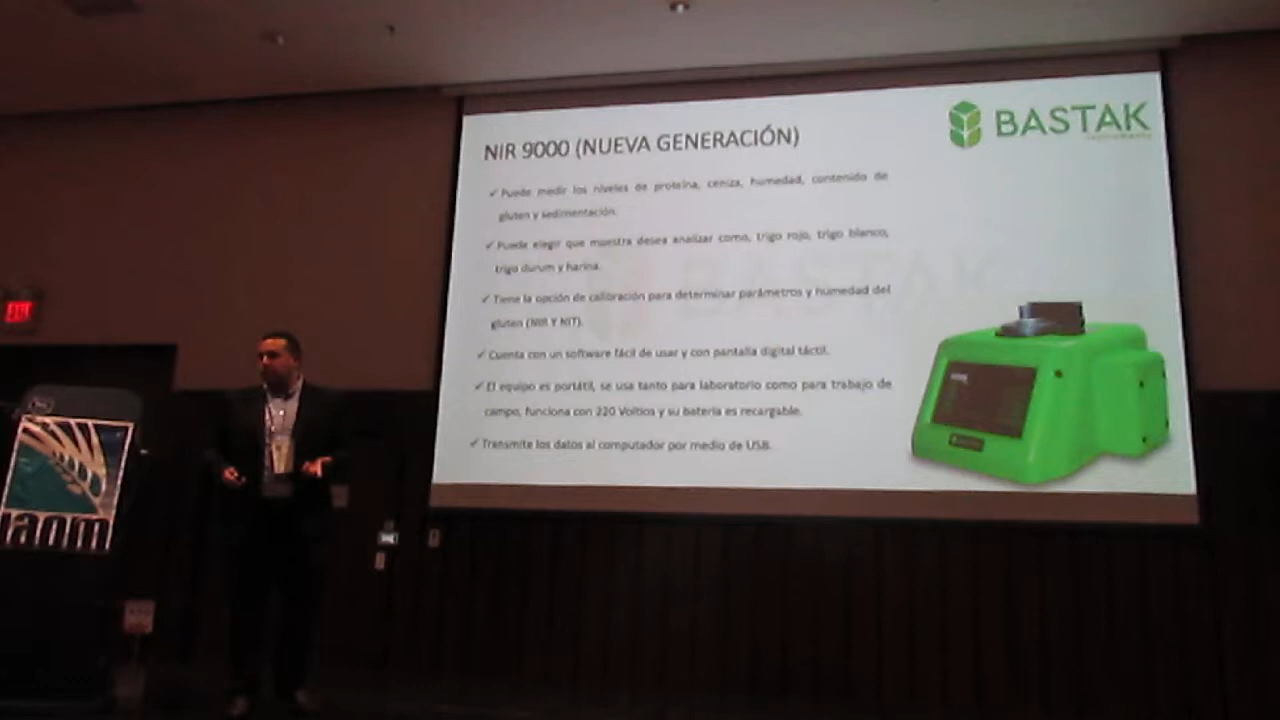 BASTAK
NIR 9000 (NUEVA GENERACIÓN)
✓ Puede medir los niveles de proteína, ceniza, humedad, contenido de
gluten y sedimentación.
✓ Puede elegir que muestra desea analizar como, trigo rojo, trigo blanco,
trigo durum y harina.
✓ Tiene la opción de calibración para determinar parámetros y humedad del
gluten (NIR Y NIT).
✓ Cuenta con un software fácil de usar y con pantalla digital táctil.
✓ El equipo es portátil, se usa tanto para laboratorio como para trabajo de
campo, funciona con 220 Voltios y su batería es recargable.
✓ Transmite los datos al computador por medio de USB.
BASTAK
EXIT
iaom